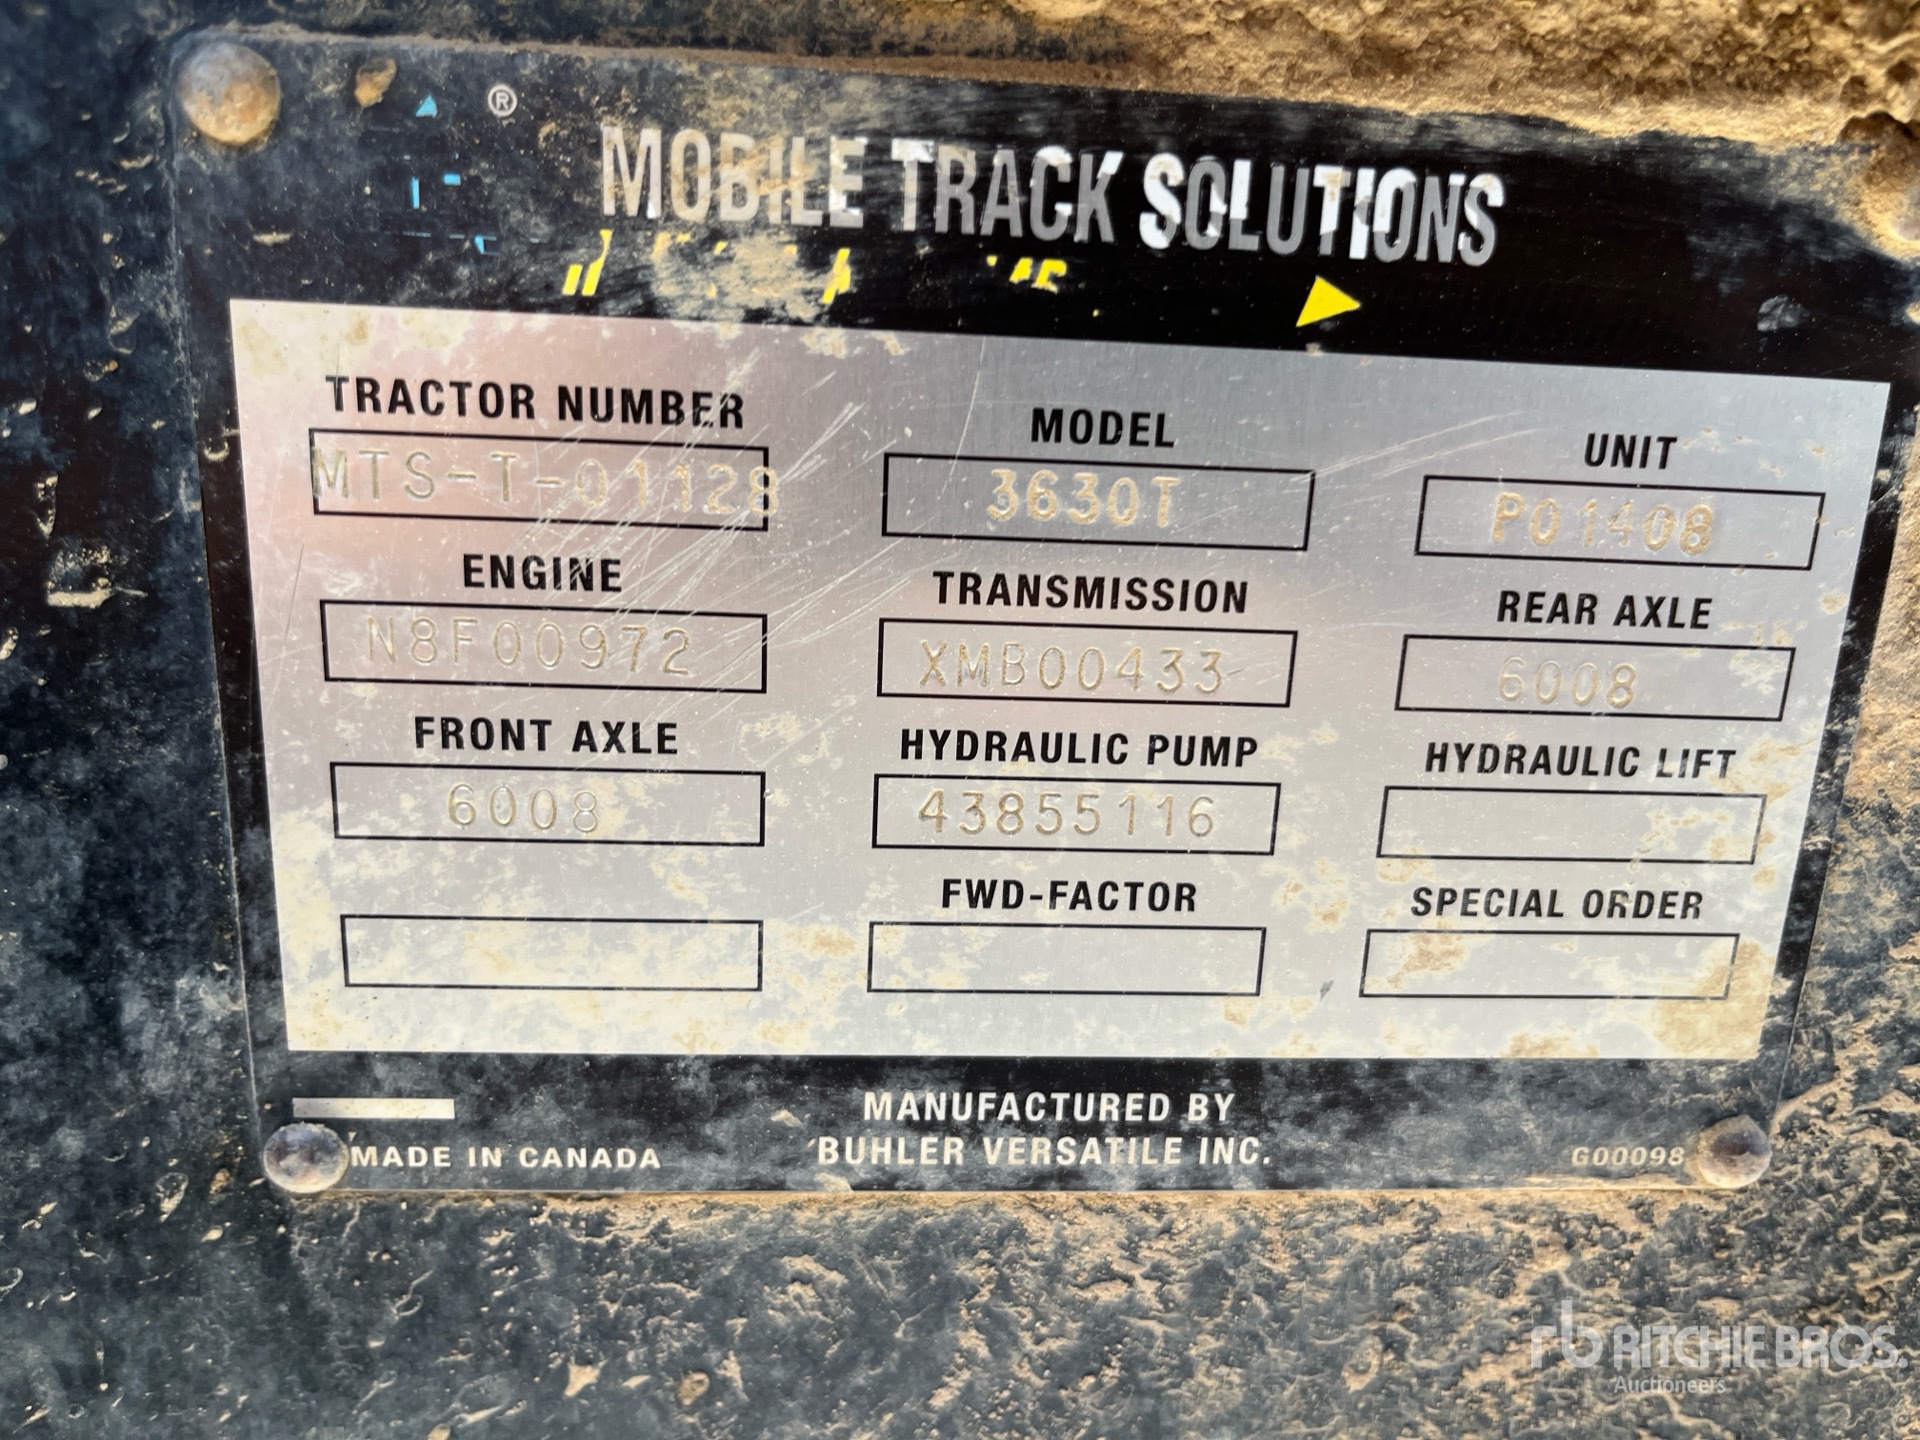 ®
MOBILE TRACK SOLUTIONS
TRACTOR NUMBER MODEL UNIT
MTS-T-01128 3630T P01408
ENGINE TRANSMISSION REAR AXLE
N8F00972 XMB00433 6008
FRONT AXLE HYDRAULIC PUMP HYDRAULIC LIFT
6008 43855116
FWD-FACTOR SPECIAL ORDER
MANUFACTURED BY
MADE IN CANADA BUHLER VERSATILE INC. G00098
rb RITCHIE BROS.
Auctioneers